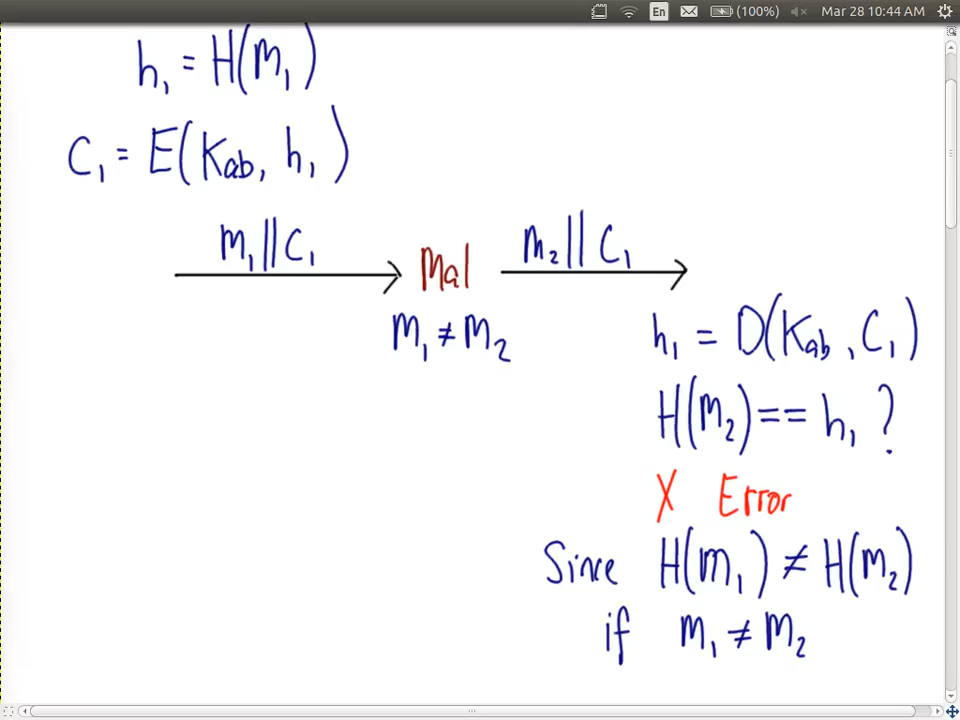 En (100%) Mar 28 10:44 AM
h₁ = H(M₁)
C₁ = E(Kab, h₁)
M₁||C₁ Mal M₂||C₁
M₁ ≠ M₂
h₁ = D(Kab, C₁)
H(M₂) == h₁ ?
X Error
Since H(M₁) ≠ H(M₂)
if M₁ ≠ M₂